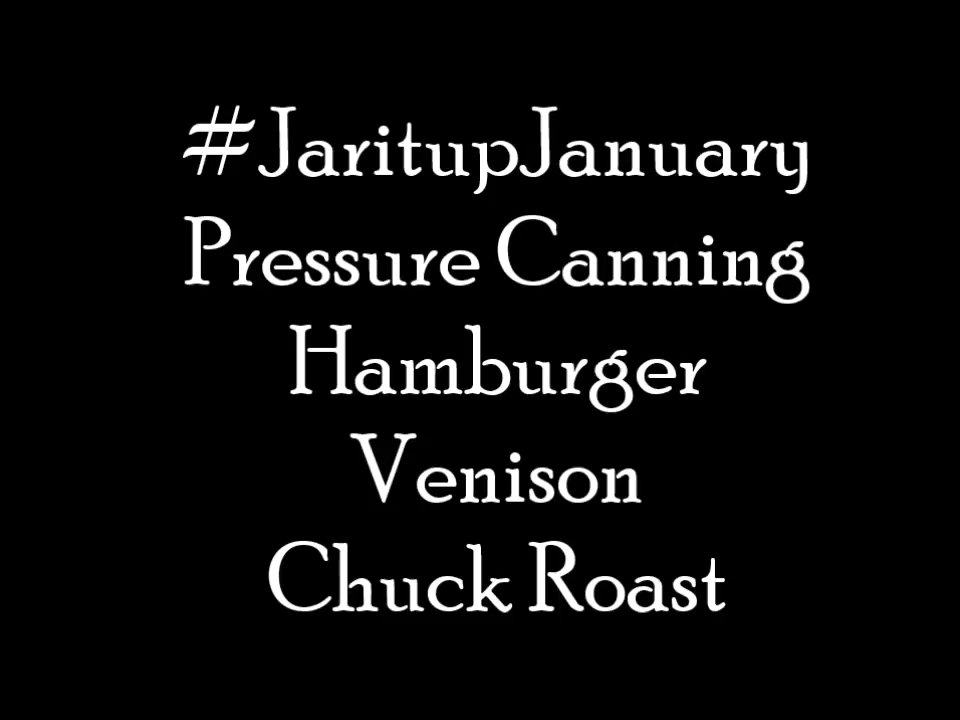 #JaritupJanuary
Pressure Canning
Hamburger
Venison
Chuck Roast